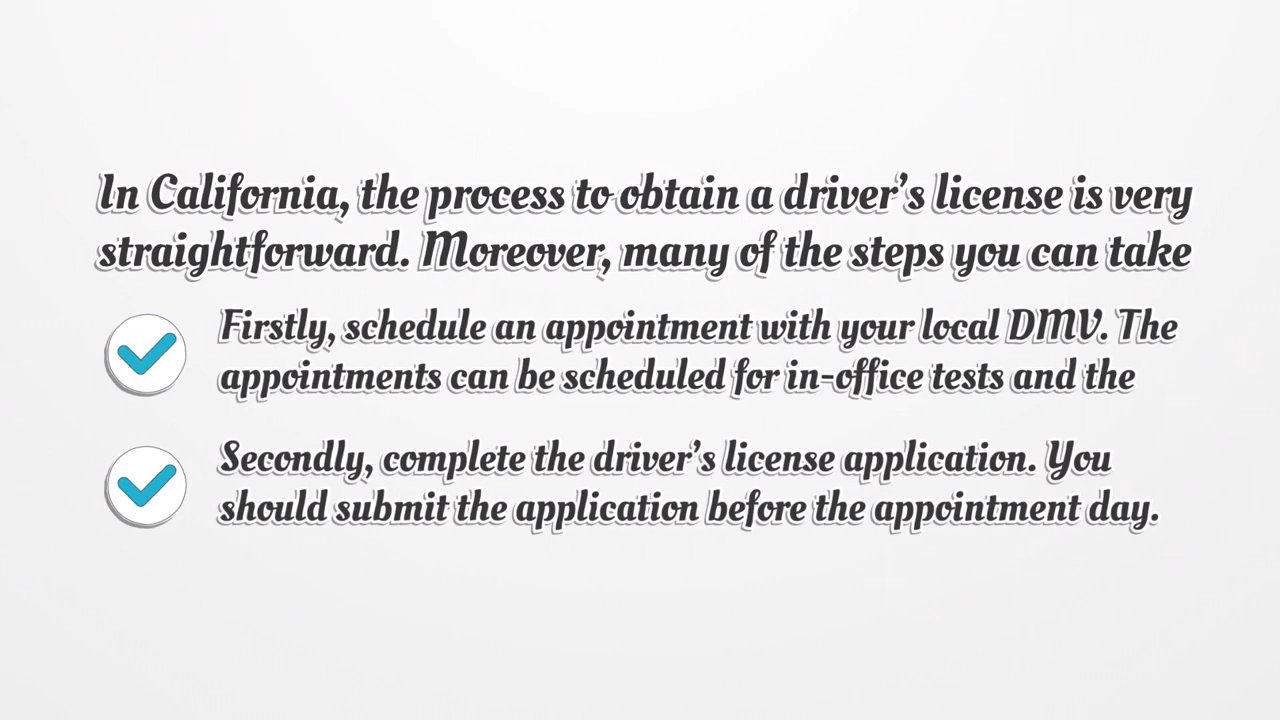 In California, the process to obtain a driver’s license is very
straightforward. Moreover, many of the steps you can take
Firstly, schedule an appointment with your local DMV. The
appointments can be scheduled for in-office tests and the
Secondly, complete the driver’s license application. You
should submit the application before the appointment day.